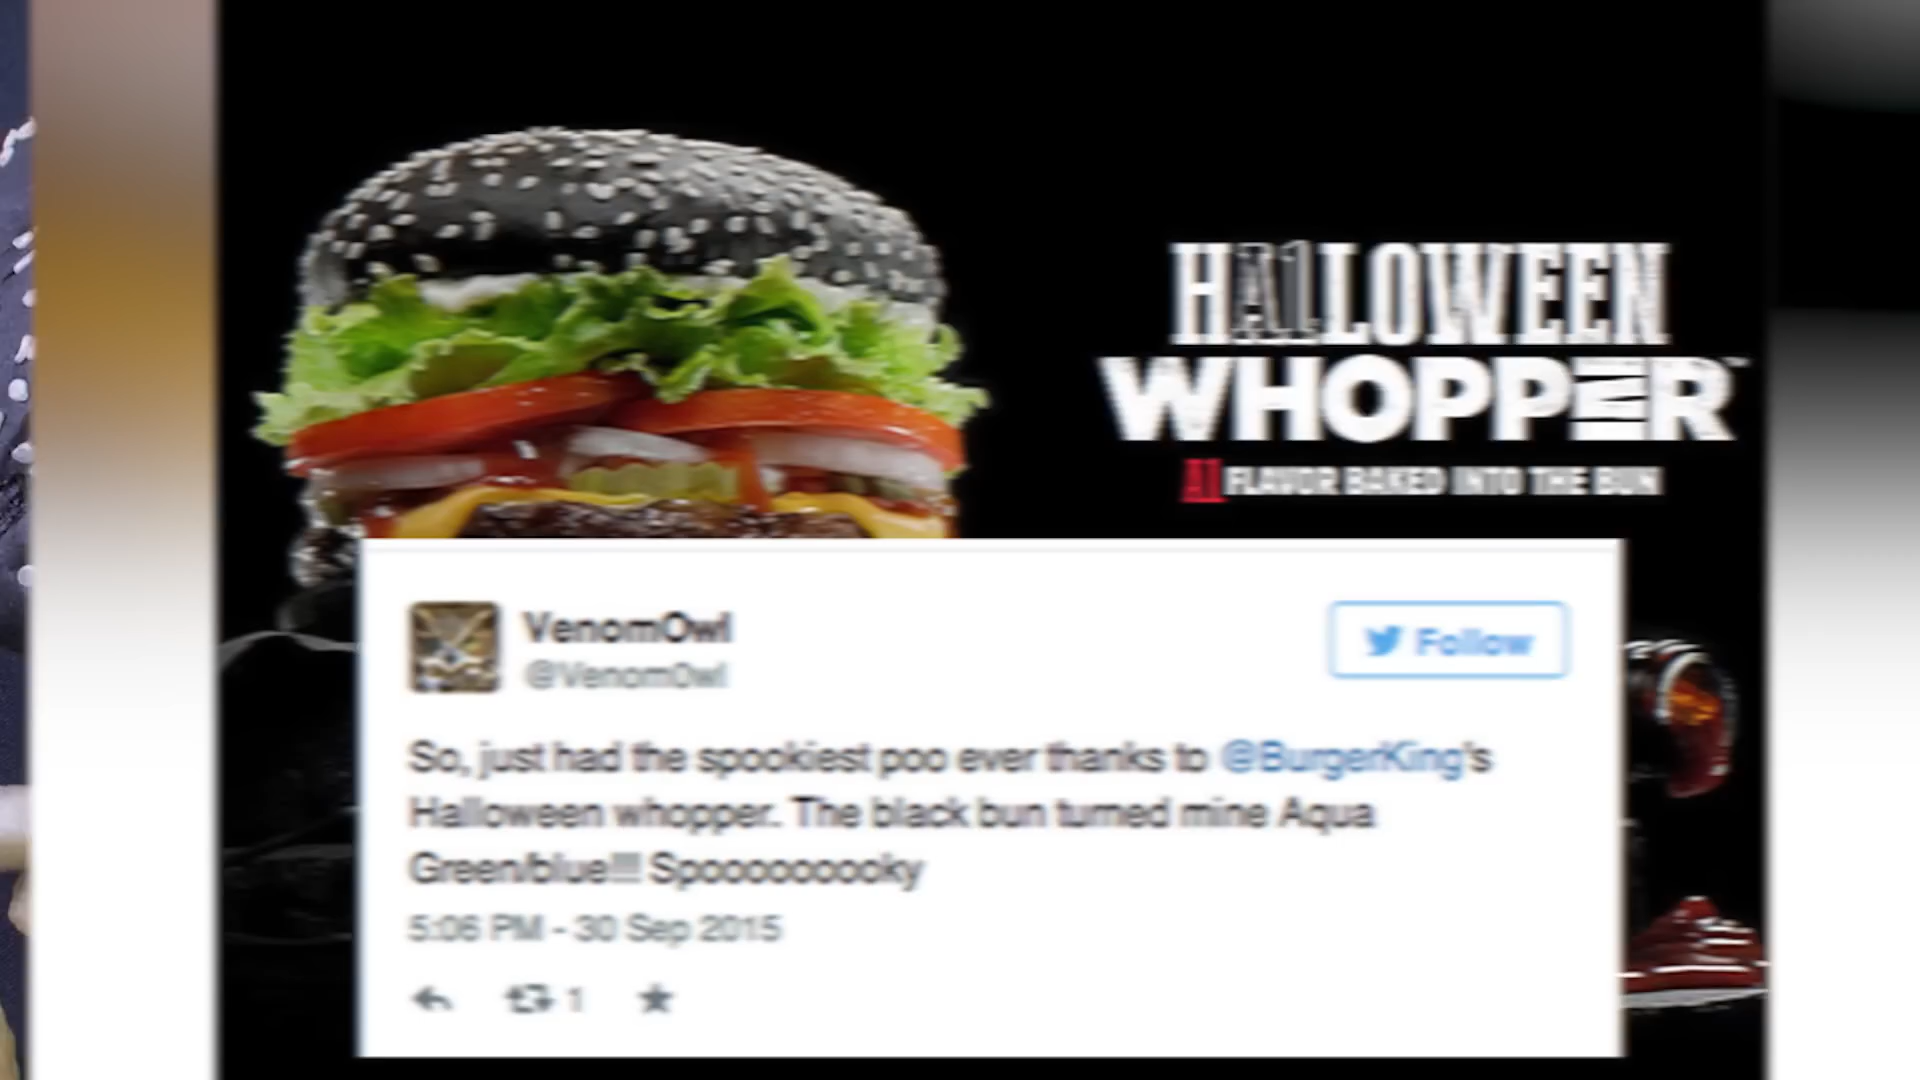 HA1LOWEEN
WHOPPER
A1 FLAVOR BAKED INTO THE BUN
VenomOwl
@VenomOwl
Follow
So, just had the spookiest poo ever thanks to @BurgerKing's
Halloween whopper. The black bun turned mine Aqua
Green/blue!!! Spooooooooky
5:06 PM - 30 Sep 2015
1